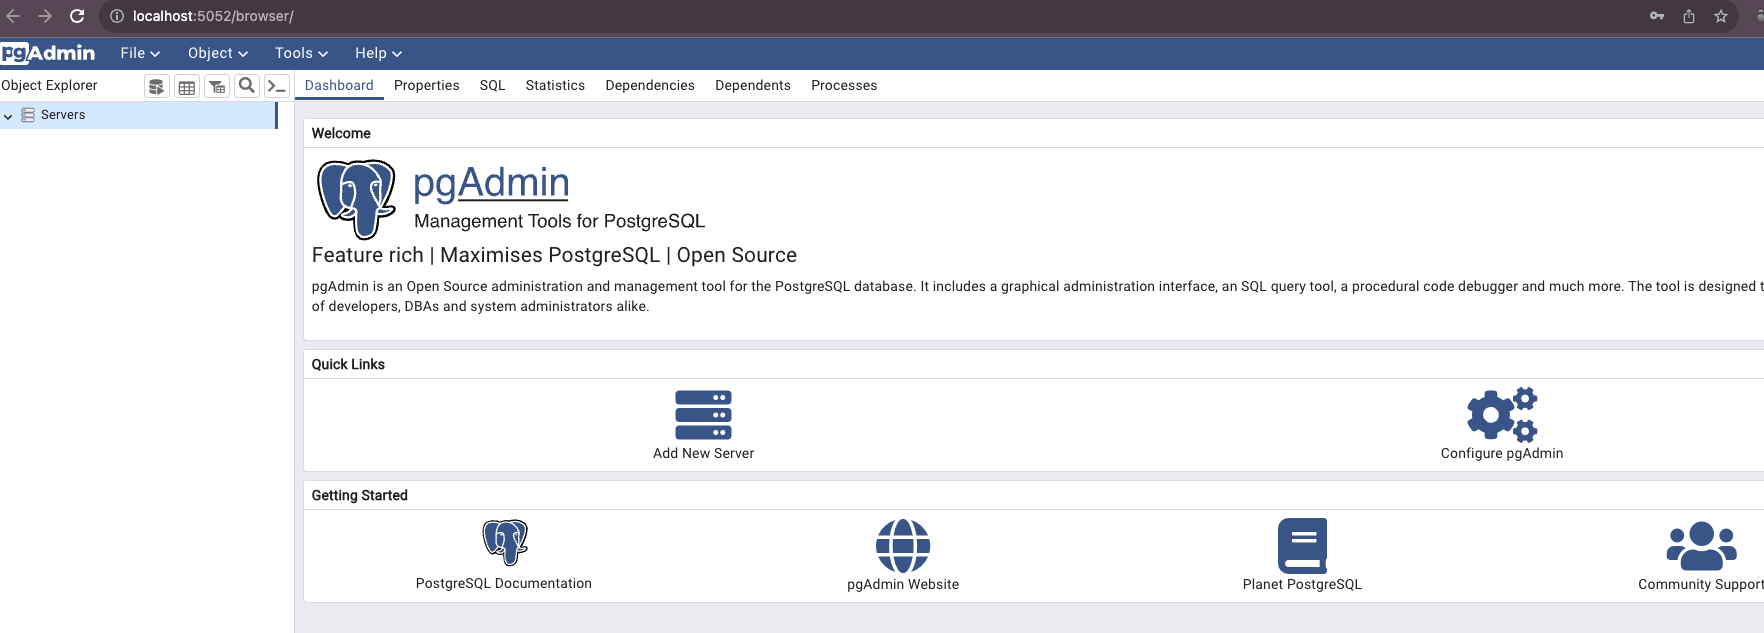 localhost:5052/browser/
pgAdmin File Object Tools Help
Object Explorer
Servers
Dashboard Properties SQL Statistics Dependencies Dependents Processes
Welcome
pgAdmin
Management Tools for PostgreSQL
Feature rich | Maximises PostgreSQL | Open Source
pgAdmin is an Open Source administration and management tool for the PostgreSQL database. It includes a graphical administration interface, an SQL query tool, a procedural code debugger and much more. The tool is designed
of developers, DBAs and system administrators alike.
Quick Links
Add New Server Configure pgAdmin
Getting Started
PostgreSQL Documentation pgAdmin Website Planet PostgreSQL Community Support